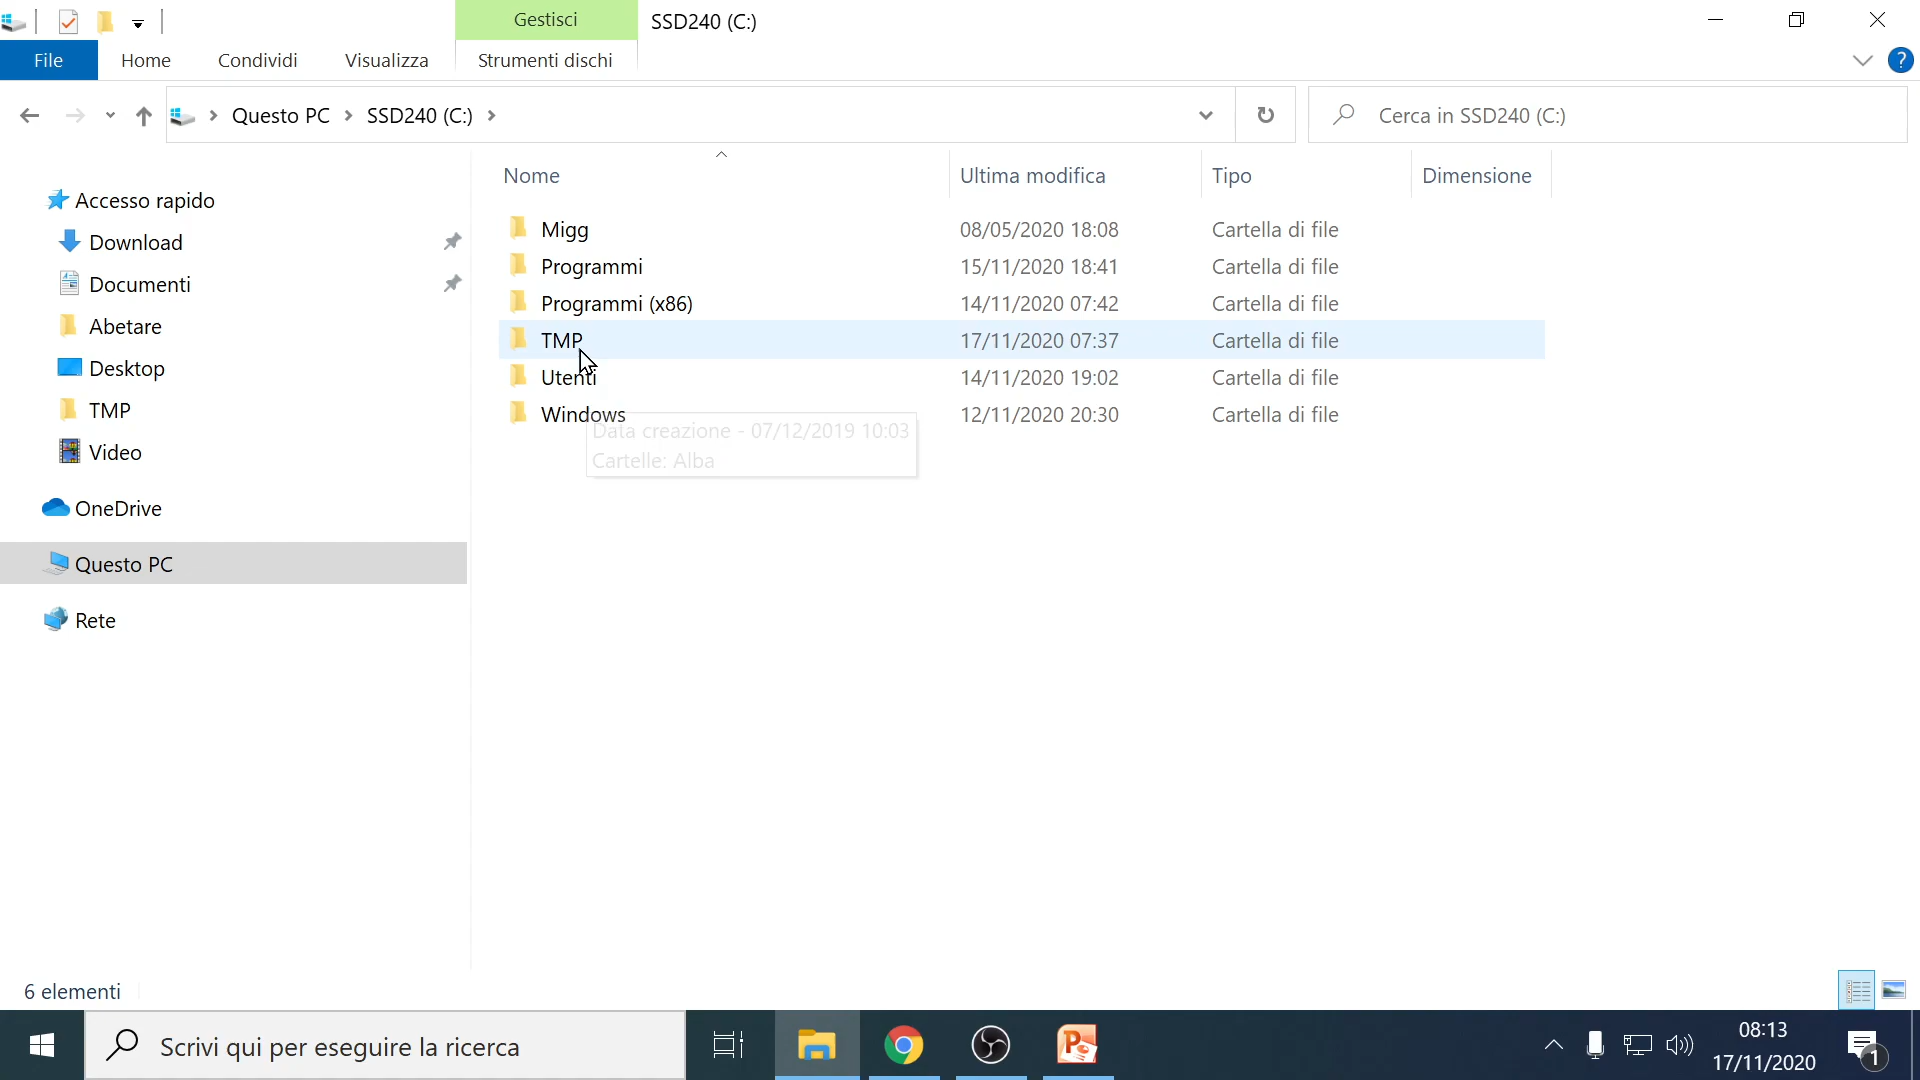 Gestisci
SSD240 (C:)
File
Home
Condividi
Visualizza
Strumenti dischi
?
Questo PC
SSD240 (C:)
Cerca in SSD240 (C:)
Nome
Ultima modifica
Tipo
Dimensione
Accesso rapido
Download
Documenti
Abetare
Desktop
TMP
Video
OneDrive
Questo PC
Rete
Migg 08/05/2020 18:08 Cartella di file
Programmi 15/11/2020 18:41 Cartella di file
Programmi (x86) 14/11/2020 07:42 Cartella di file
TMP 17/11/2020 07:37 Cartella di file
Utenti 14/11/2020 19:02 Cartella di file
Windows 12/11/2020 20:30 Cartella di file
Data creazione - 07/12/2019 10:03
Cartelle: Alba
6 elementi
Scrivi qui per eseguire la ricerca
08:13
17/11/2020
1